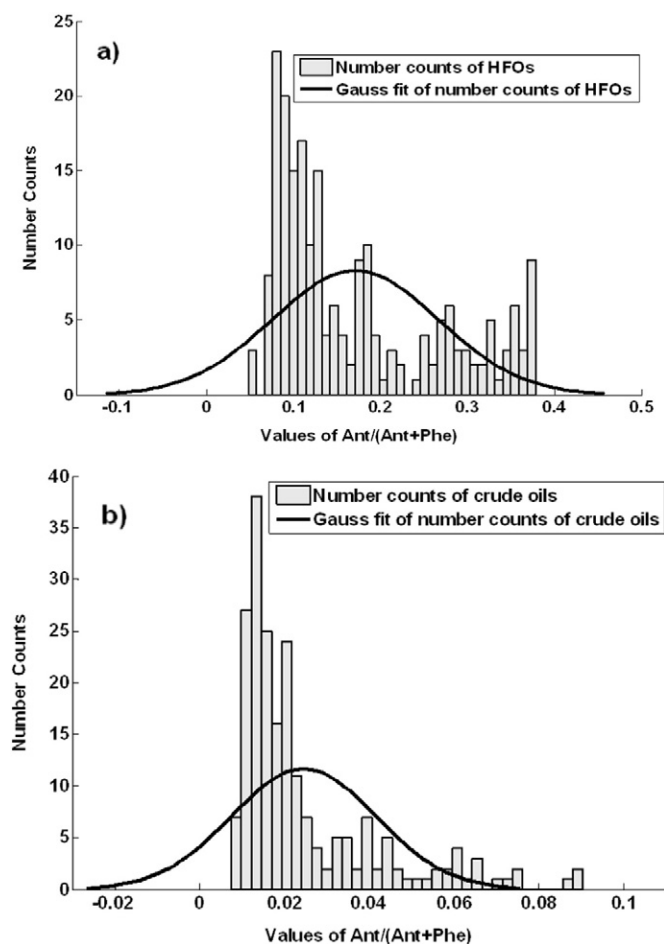 a)
Number counts of HFOs
Gauss fit of number counts of HFOs
25
20
15
10
5
0
Number Counts
-0.1 0 0.1 0.2 0.3 0.4 0.5
Values of Ant/(Ant+Phe)
b)
Number counts of crude oils
Gauss fit of number counts of crude oils
40
35
30
25
20
15
10
5
0
Number Counts
-0.02 0 0.02 0.04 0.06 0.08 0.1
Values of Ant/(Ant+Phe)